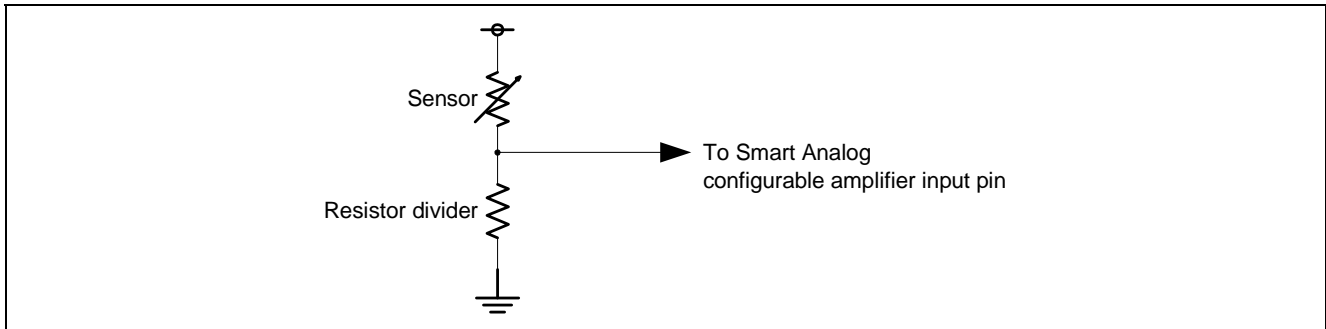 Sensor
To Smart Analog
configurable amplifier input pin
Resistor divider